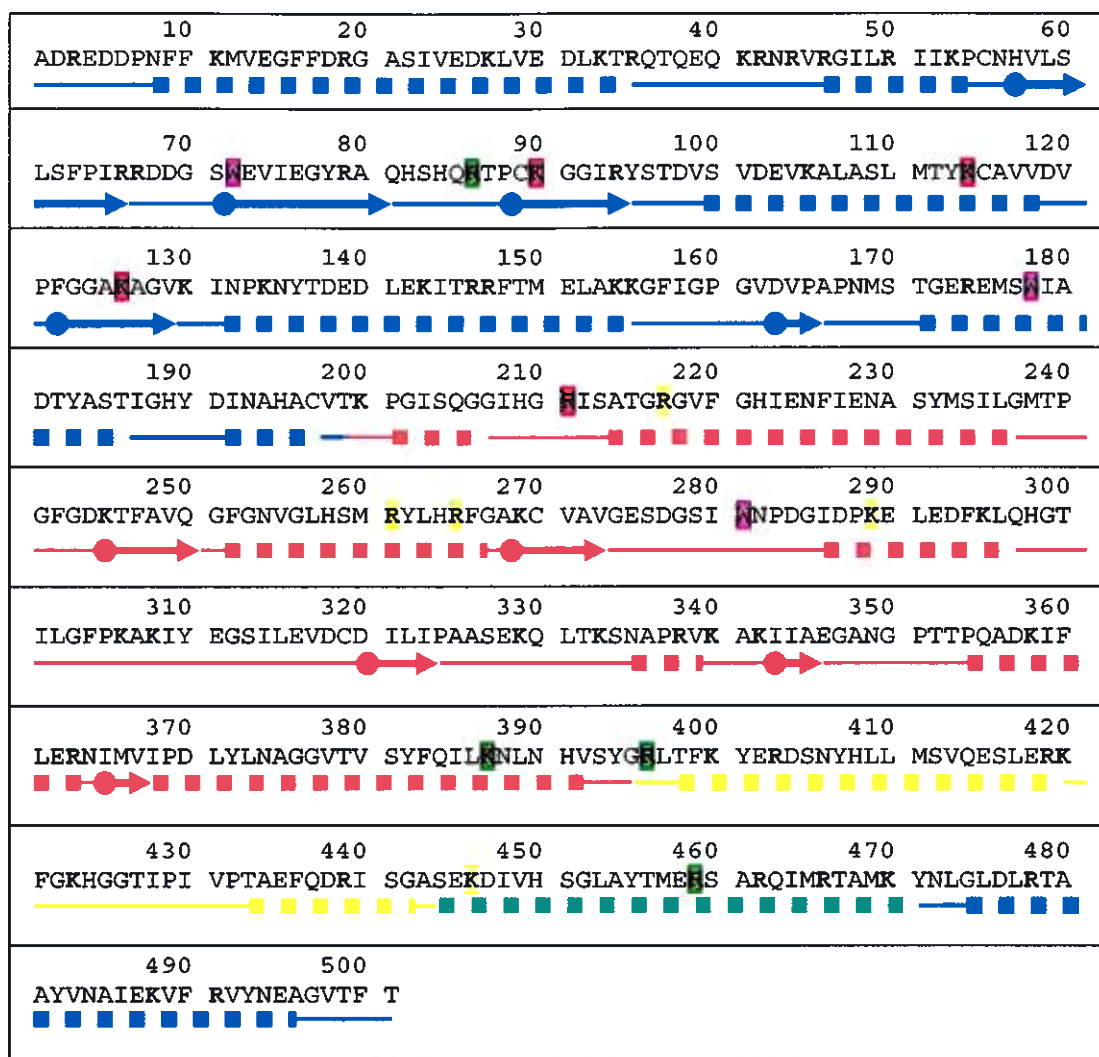 10 20 30 40 50 60
ADREDDPNFF KMVEGFFDRG ASIVEDKLVE DLKTRQTQEQ KRNRVRGILR IIKPCNHVLS
70 80 90 100 110 120
LSFPIRRDDG SWEVIEGYRA QHSHQRTPCK GGIRYSTDVS VDEVKALASL MTYKCAVVDV
130 140 150 160 170 180
PFGGAKAGVK INPKNYTDED LEKITRRFTM ELAKKGFIGP GVDVPAPNMS TGEREMSWIA
190 200 210 220 230 240
DTYASTIGHY DINAHACVTK PGISQGGIHG RISATGRGVF GHIENFIENA SYMSILGMTP
250 260 270 280 290 300
GFGDKTFAVQ GFGNVGLHSM RYLHRFGAKC VAVGESDGSI WNPDGIDPKE LEDFKLQHGT
310 320 330 340 350 360
ILGFPKAKIY EGSILEVDCD ILIPAASEKQ LTKSNAPRVK AKIIAEGANG PTTPQADKIF
370 380 390 400 410 420
LERNIMVIPD LYLNAGGVTV SYFQILKNLN HVSYGRLTFK YERDSNYHLL MSVQESLERK
430 440 450 460 470 480
FGKHGGTIPI VPTAEFQDRI SGASEKDIVH SGLAYTMERS ARQIMRTAMK YNLGLDLRTA
490 500
AYVNAIEKVF RVYNEAGVTF T